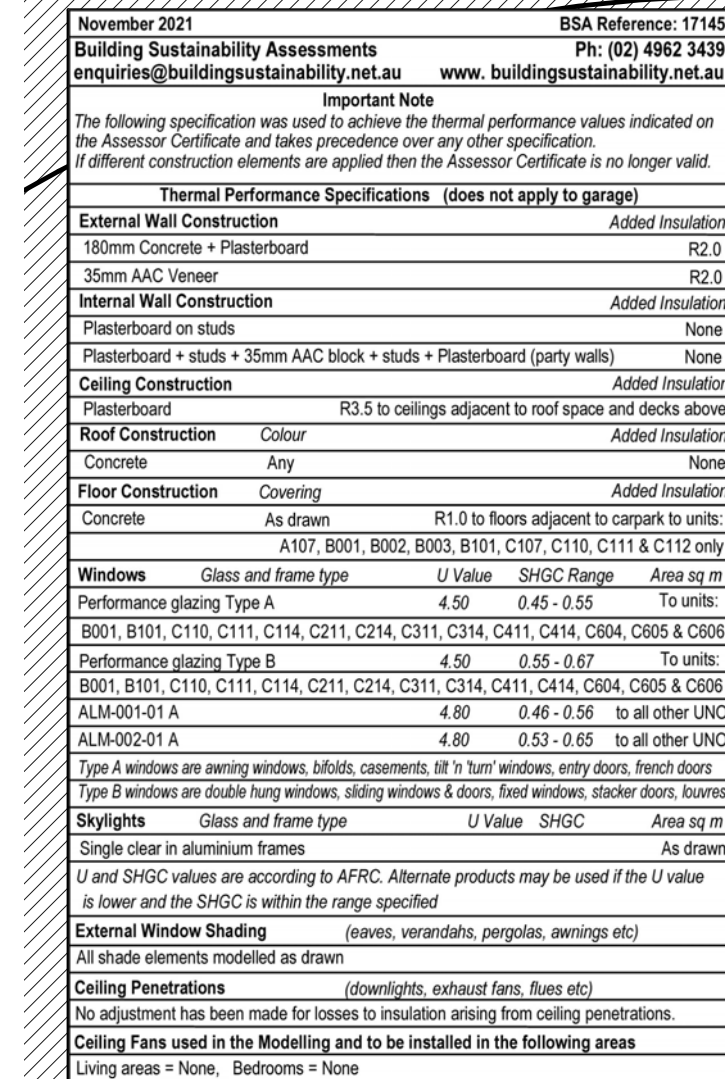 November 2021 BSA Reference: 17145
Building Sustainability Assessments Ph: (02) 4962 3439
enquiries@buildingsustainability.net.au www. buildingsustainability.net.au
Important Note
The following specification was used to achieve the thermal performance values indicated on
the Assessor Certificate and takes precedence over any other specification.
If different construction elements are applied then the Assessor Certificate is no longer valid.
Thermal Performance Specifications (does not apply to garage)
External Wall Construction Added Insulation
180mm Concrete + Plasterboard R2.0
35mm AAC Veneer R2.0
Internal Wall Construction Added Insulation
Plasterboard on studs None
Plasterboard + studs + 35mm AAC block + studs + Plasterboard (party walls) None
Ceiling Construction Added Insulation
Plasterboard R3.5 to ceilings adjacent to roof space and decks above
Roof Construction Colour Added Insulation
Concrete Any None
Floor Construction Covering Added Insulation
Concrete As drawn R1.0 to floors adjacent to carpark to units:
A107, B001, B002, B003, B101, C107, C110, C111 & C112 only
Windows Glass and frame type U Value SHGC Range Area sq m
Performance glazing Type A 4.50 0.45 - 0.55 To units:
B001, B101, C110, C111, C114, C211, C214, C311, C314, C411, C414, C604, C605 & C606
Performance glazing Type B 4.50 0.55 - 0.67 To units:
B001, B101, C110, C111, C114, C211, C214, C311, C314, C411, C414, C604, C605 & C606
ALM-001-01 A 4.80 0.46 - 0.56 to all other UNO
ALM-002-01 A 4.80 0.53 - 0.65 to all other UNO
Type A windows are awning windows, bifolds, casements, tilt 'n 'turn' windows, entry doors, french doors
Type B windows are double hung windows, sliding windows & doors, fixed windows, stacker doors, louvres
Skylights Glass and frame type U Value SHGC Area sq m
Single clear in aluminium frames As drawn
U and SHGC values are according to AFRC. Alternate products may be used if the U value
is lower and the SHGC is within the range specified
External Window Shading (eaves, verandahs, pergolas, awnings etc)
All shade elements modelled as drawn
Ceiling Penetrations (downlights, exhaust fans, flues etc)
No adjustment has been made for losses to insulation arising from ceiling penetrations.
Ceiling Fans used in the Modelling and to be installed in the following areas
Living areas = None, Bedrooms = None